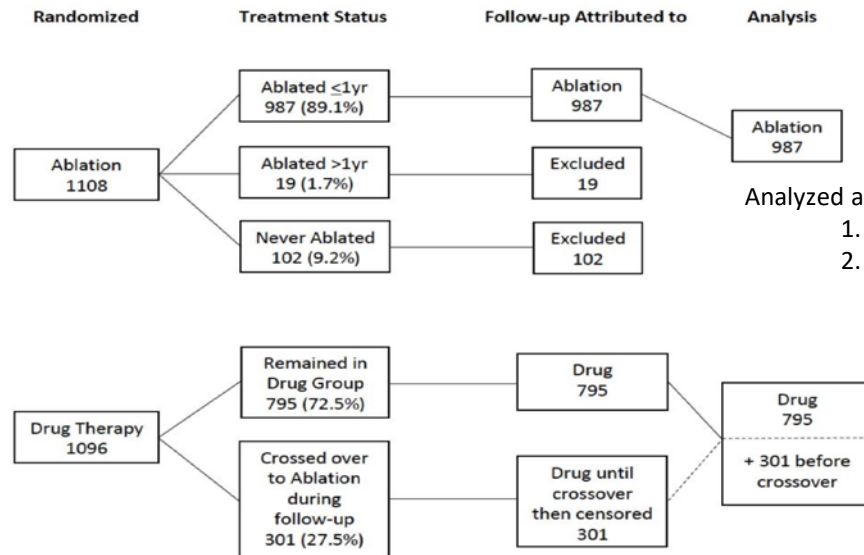 Randomized
Treatment Status
Follow-up Attributed to
Analysis
Ablation
1108
Ablated ≤1yr
987 (89.1%)
Ablation
987
Ablation
987
Ablated >1yr
19 (1.7%)
Excluded
19
Never Ablated
102 (9.2%)
Excluded
102
Analyzed a
1.
2.
Drug Therapy
1096
Remained in
Drug Group
795 (72.5%)
Drug
795
Drug
795
+ 301 before
crossover
Crossed over
to Ablation
during
follow-up
301 (27.5%)
Drug until
crossover
then censored
301